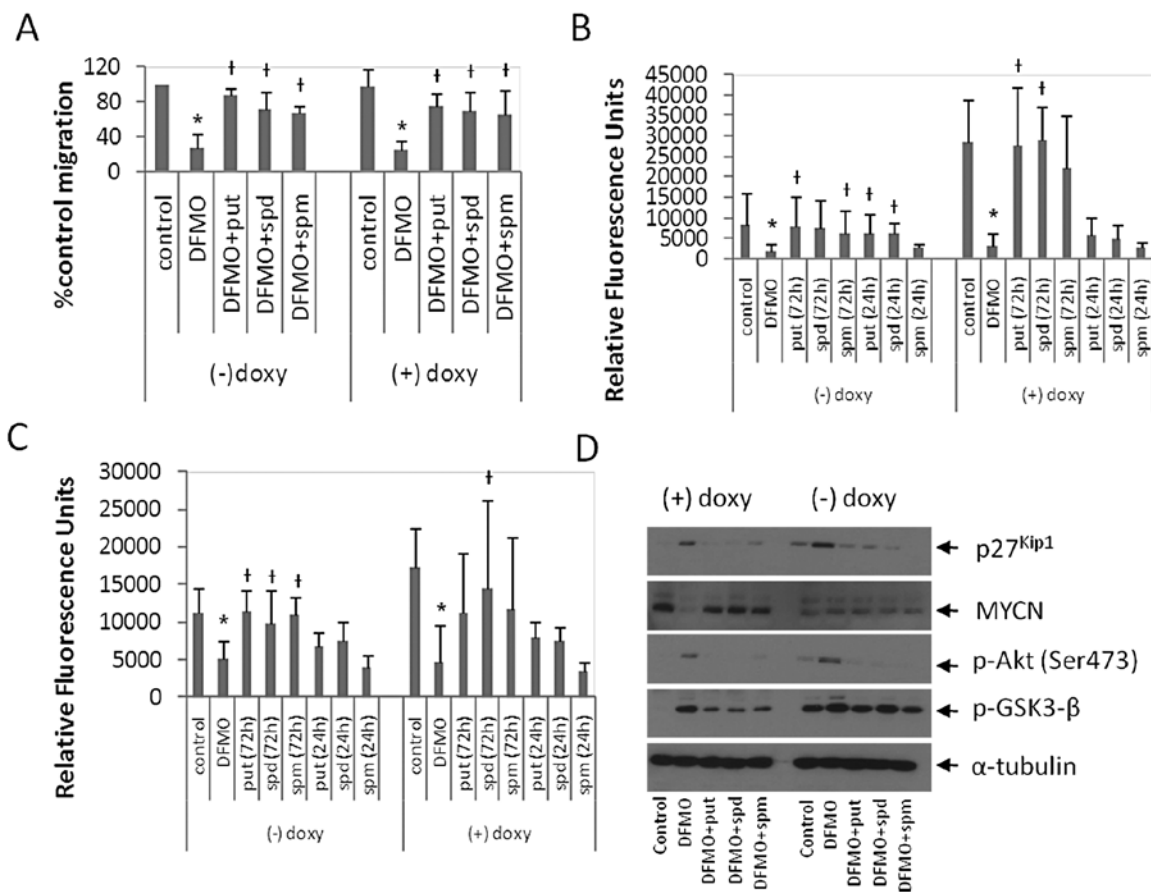 A
%control migration
120
80
40
0
*
ƚ
ƚ
ƚ
*
ƚ
ƚ
ƚ
control
DFMO
DFMO+put
DFMO+spd
DFMO+spm
control
DFMO
DFMO+put
DFMO+spd
DFMO+spm
(-) doxy
(+) doxy
B
Relative Fluorescence Units
45000
40000
35000
30000
25000
20000
15000
10000
5000
0
*
ƚ
ƚ
ƚ
ƚ
*
ƚ
ƚ
control
DFMO
put (72h)
spd (72h)
spm (72h)
put (24h)
spd (24h)
spm (24h)
control
DFMO
put (72h)
spd (72h)
spm (72h)
put (24h)
spd (24h)
spm (24h)
(-) doxy
(+) doxy
C
Relative Fluorescence Units
30000
25000
20000
15000
10000
5000
0
*
ƚ
ƚ
ƚ
*
ƚ
control
DFMO
put (72h)
spd (72h)
spm (72h)
put (24h)
spd (24h)
spm (24h)
control
DFMO
put (72h)
spd (72h)
spm (72h)
put (24h)
spd (24h)
spm (24h)
(-) doxy
(+) doxy
D
(+) doxy (-) doxy
p27Kip1
MYCN
p-Akt (Ser473)
p-GSK3-β
α-tubulin
Control
DFMO
DFMO+put
DFMO+spd
DFMO+spm
Control
DFMO
DFMO+put
DFMO+spd
DFMO+spm